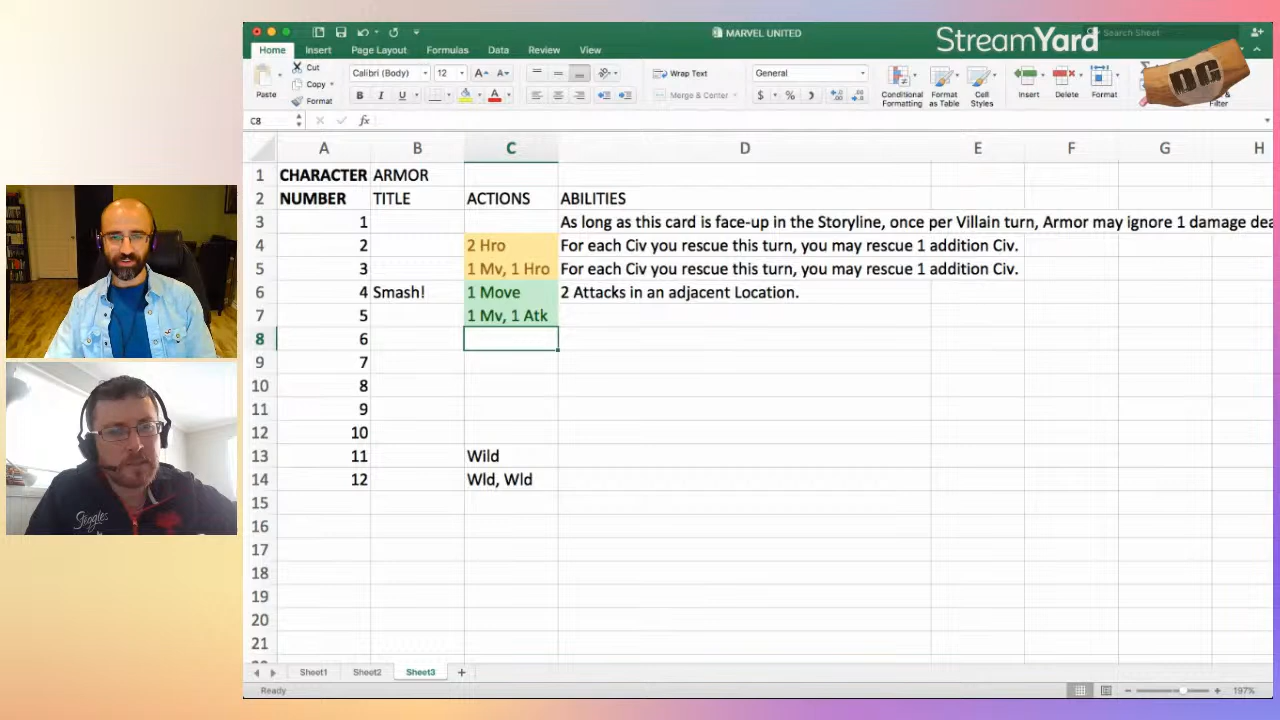 MARVEL UNITED
Search Sheet
StreamYard
DG
Home Insert Page Layout Formulas Data Review View
Paste
Cut
Copy
Format
Calibri (Body) 12
Wrap Text
Merge & Center
General
Conditional Formatting
Format as Table
Cell Styles
Insert
Delete
Format
Filter
C8
fx
A B C D E F G H
1 CHARACTER ARMOR
2 NUMBER TITLE ACTIONS ABILITIES
3 1 As long as this card is face-up in the Storyline, once per Villain turn, Armor may ignore 1 damage dea
4 2 2 Hro For each Civ you rescue this turn, you may rescue 1 addition Civ.
5 3 1 Mv, 1 Hro For each Civ you rescue this turn, you may rescue 1 addition Civ.
6 4 Smash! 1 Move 2 Attacks in an adjacent Location.
7 5 1 Mv, 1 Atk
8 6
9 7
10 8
11 9
12 10
13 11 Wild
14 12 Wld, Wld
15
16
17
18
19
20
21
Sheet1 Sheet2 Sheet3
Ready
197%
Giggles